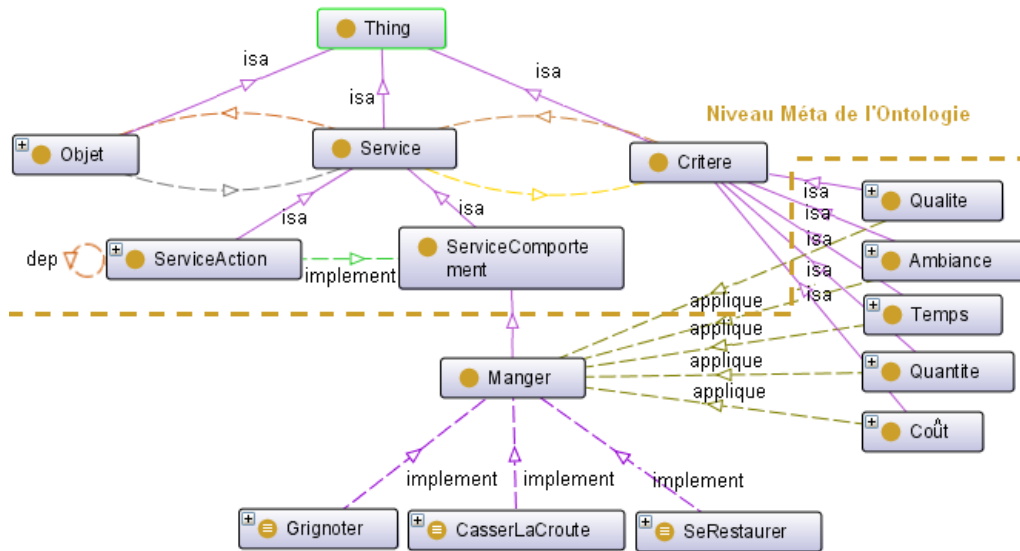 Thing
isa
isa
isa
Niveau Méta de l'Ontologie
Objet
Service
Critere
isa
isa
isa
Qualite
isa
dep
ServiceAction
implement
ServiceComporte
ment
isa
Ambiance
isa
isa
applique
Temps
applique
Manger
applique
Quantite
applique
Coût
implement
implement
implement
Grignoter
CasserLaCroute
SeRestaurer